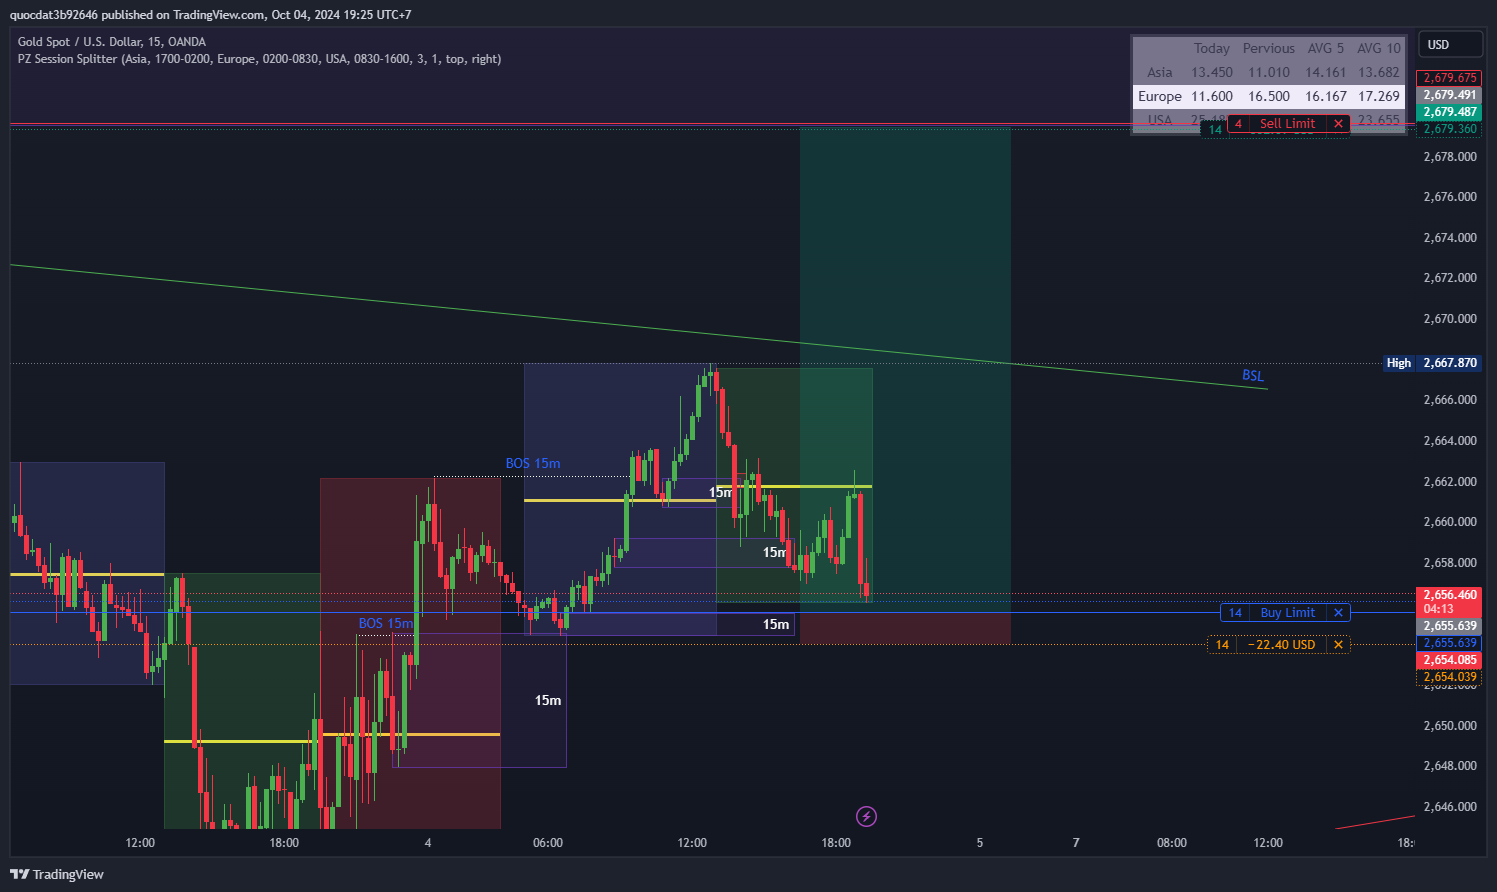 quocdat3b92646 published on TradingView.com, Oct 04, 2024 19:25 UTC+7
Gold Spot / U.S. Dollar, 15, OANDA
PZ Session Splitter (Asia, 1700-0200, Europe, 0200-0830, USA, 0830-1600, 3, 1, top, right)
USD
Today Pervious AVG 5 AVG 10
Asia 13.450 11.010 14.161 13.682
Europe 11.600 16.500 16.167 17.269
USA 23.655
14
4 Sell Limit ✕
2,679.675
2,679.491
2,679.487
2,679.360
2,678.000
2,676.000
2,674.000
2,672.000
2,670.000
High 2,667.870
BSL
2,666.000
2,664.000
BOS 15m
2,662.000
15m
2,660.000
15m
2,658.000
2,656.460
04:13
14 Buy Limit ✕
BOS 15m
15m
2,655.639
2,655.639
14 −22.40 USD ✕
2,654.085
2,654.039
2,652.000
15m
2,650.000
2,648.000
2,646.000
12:00 18:00 4 06:00 12:00 18:00 5 7 08:00 12:00 18:
TradingView